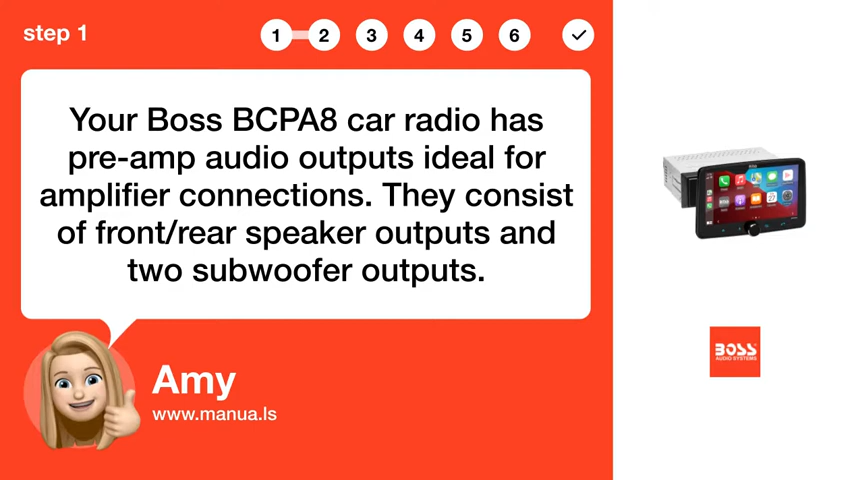 step 1
1 2 3 4 5 6
Your Boss BCPA8 car radio has
pre-amp audio outputs ideal for
amplifier connections. They consist
of front/rear speaker outputs and
two subwoofer outputs.
Amy
www.manua.ls
BOSS
AUDIO SYSTEMS